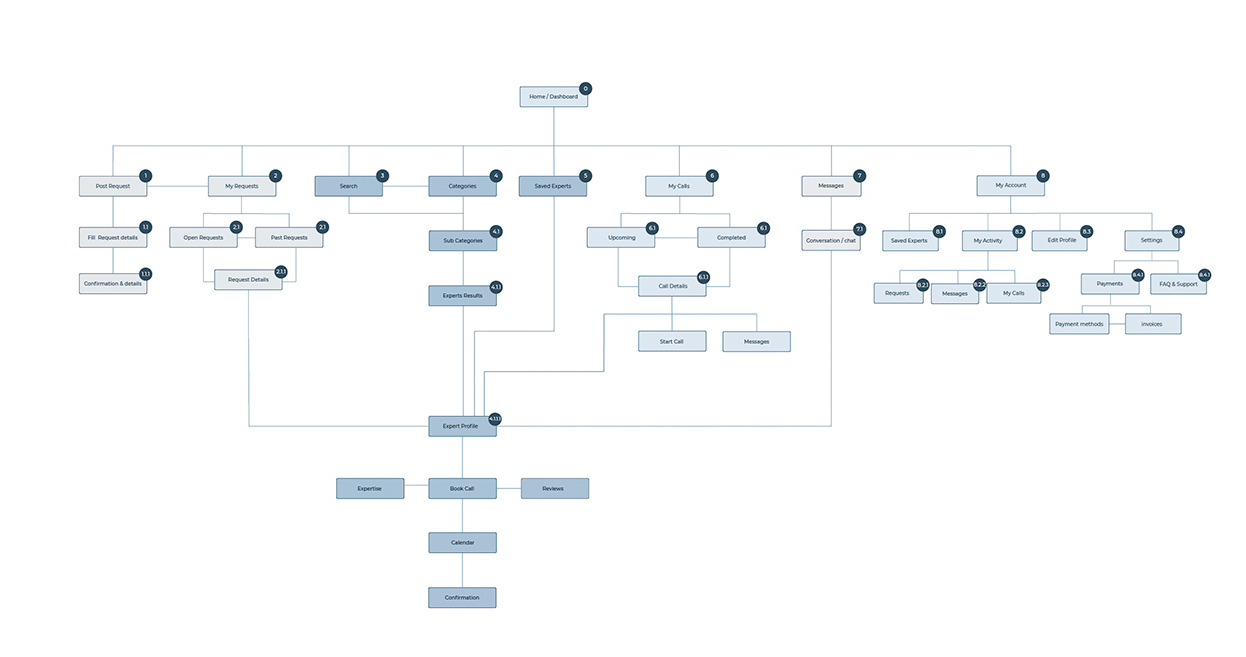 0
Home / Dashboard
1
Post Request
2
My Requests
3
Search
4
Categories
5
Saved Experts
6
My Calls
7
Messages
8
My Account
1.1
Fill Request details
2.1
Open Requests
2.1
Past Requests
4.1
Sub Categories
6.1
Upcoming
6.1
Completed
7.1
Conversation / chat
8.1
Saved Experts
8.2
My Activity
8.3
Edit Profile
8.4
Settings
1.1.1
Confirmation & details
2.1.1
Request Details
4.1.1
Experts Results
6.1.1
Call Details
8.2.1
Requests
8.2.2
Messages
8.2.3
My Calls
8.4.1
Payments
8.4.1
FAQ & Support
Start Call
Messages
Payment methods
invoices
4.1.1.1
Expert Profile
Expertise
Book Call
Reviews
Calendar
Confirmation